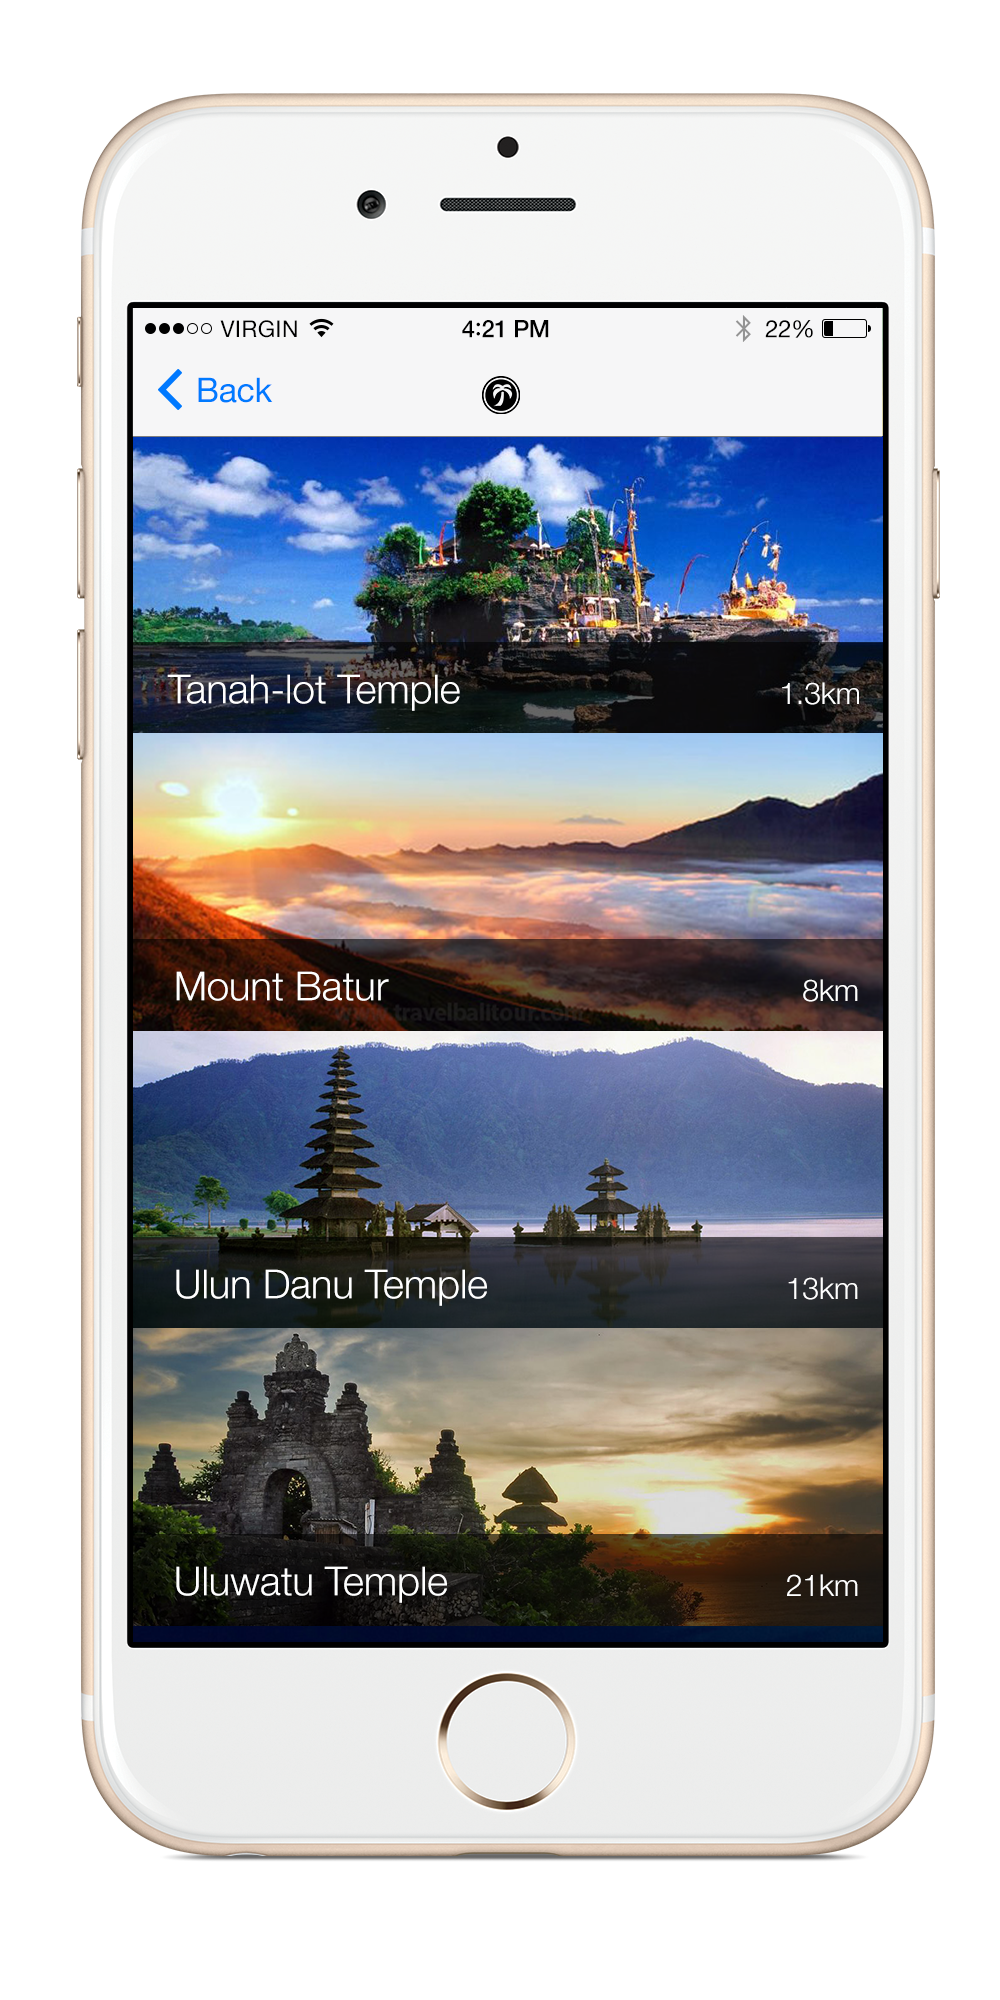 VIRGIN 4:21 PM 22%
Back
Tanah-lot Temple 1.3km
Mount Batur 8km
www.travelbalitour.com
Ulun Danu Temple 13km
Uluwatu Temple 21km